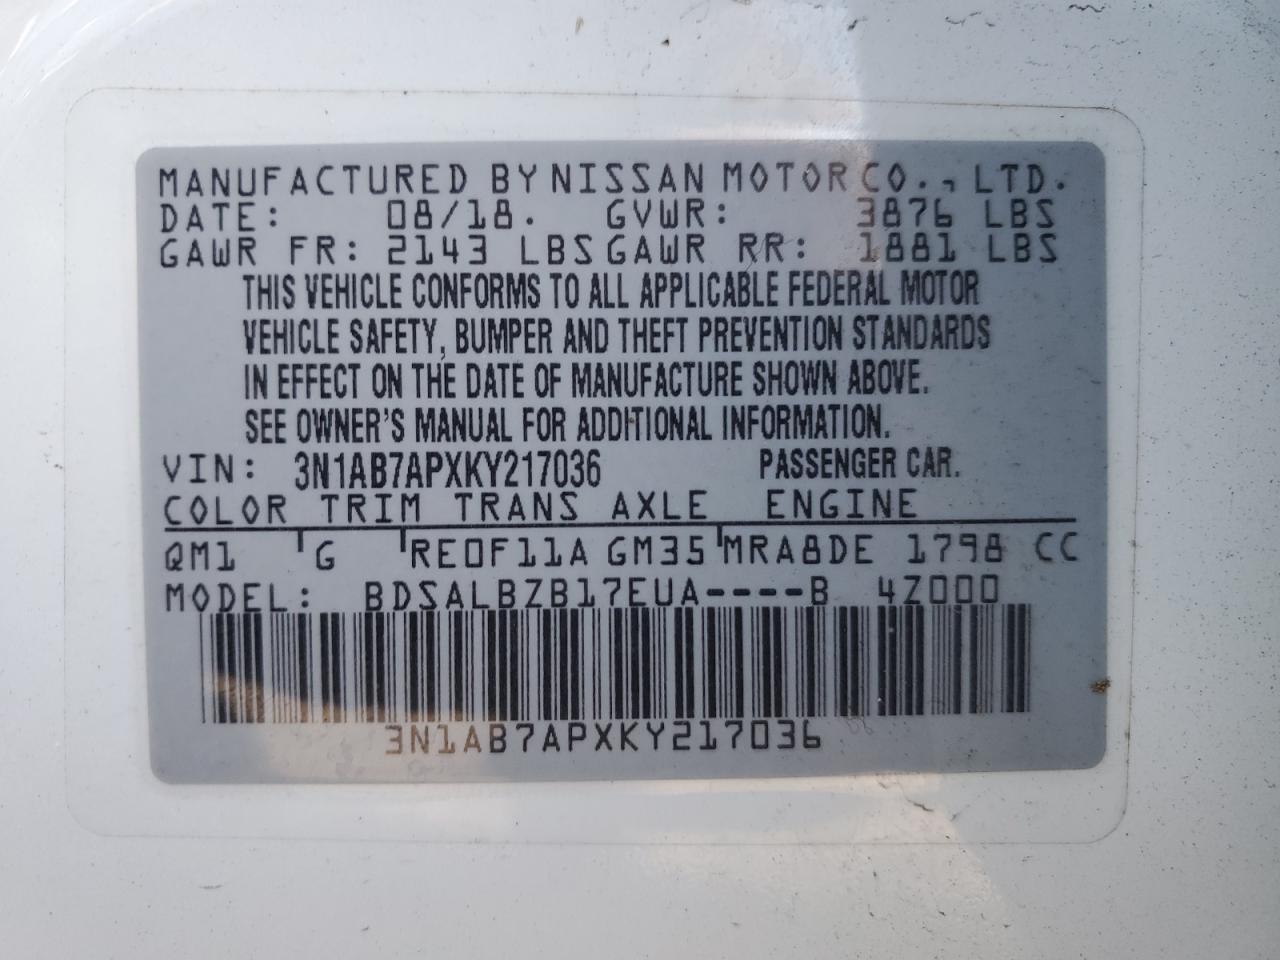 MANUFACTURED BY NISSAN MOTOR CO., LTD.
DATE: 08/18. GVWR: 3876 LBS
GAWR FR: 2143 LBS GAWR RR: 1881 LBS
THIS VEHICLE CONFORMS TO ALL APPLICABLE FEDERAL MOTOR
VEHICLE SAFETY, BUMPER AND THEFT PREVENTION STANDARDS
IN EFFECT ON THE DATE OF MANUFACTURE SHOWN ABOVE.
SEE OWNER'S MANUAL FOR ADDITIONAL INFORMATION.
VIN: 3N1AB7APXKY217036 PASSENGER CAR.
COLOR TRIM TRANS AXLE ENGINE
QM1 G RE0F11A GM35 MRA8DE 1798 CC
MODEL: BDSALBZB17EUA----B 4Z000
3N1AB7APXKY217036